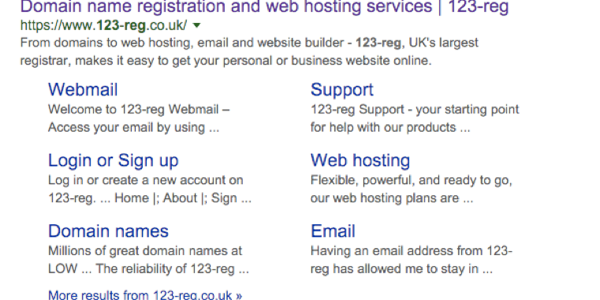 Domain name registration and web hosting services | 123-reg
https://www.123-reg.co.uk/
From domains to web hosting, email and website builder - 123-reg, UK's largest
registrar, makes it easy to get your personal or business website online.
Webmail
Welcome to 123-reg Webmail –
Access your email by using ...
Support
123-reg Support - your starting point
for help with our products ...
Login or Sign up
Log in or create a new account on
123-reg. ... Home |; About |; Sign ...
Web hosting
Flexible, powerful, and ready to go,
our web hosting plans are ...
Domain names
Millions of great domain names at
LOW ... The reliability of 123-reg ...
Email
Having an email address from 123-
reg has allowed me to stay in ...
More results from 123-reg.co.uk »